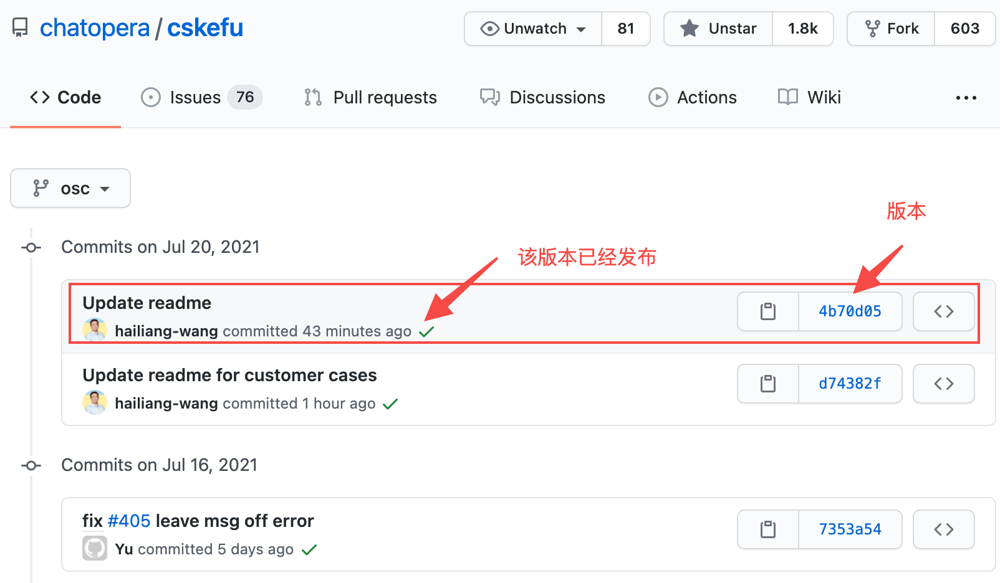 chatopera / cskefu
Unwatch 81
Unstar 1.8k
Fork 603
Code
Issues 76
Pull requests
Discussions
Actions
Wiki
osc
版本
Commits on Jul 20, 2021
该版本已经发布
Update readme
4b70d05
hailiang-wang committed 43 minutes ago
Update readme for customer cases
d74382f
hailiang-wang committed 1 hour ago
Commits on Jul 16, 2021
fix #405 leave msg off error
7353a54
Yu committed 5 days ago